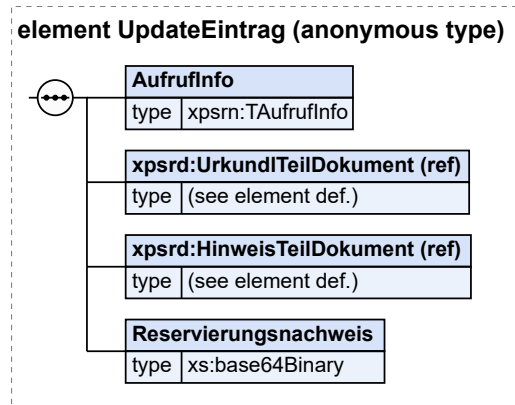 element UpdateEintrag (anonymous type)
AufrufInfo
type xpsrn:TAufrufInfo
xpsrd:UrkundlTeilDokument (ref)
type (see element def.)
xpsrd:HinweisTeilDokument (ref)
type (see element def.)
Reservierungsnachweis
type xs:base64Binary